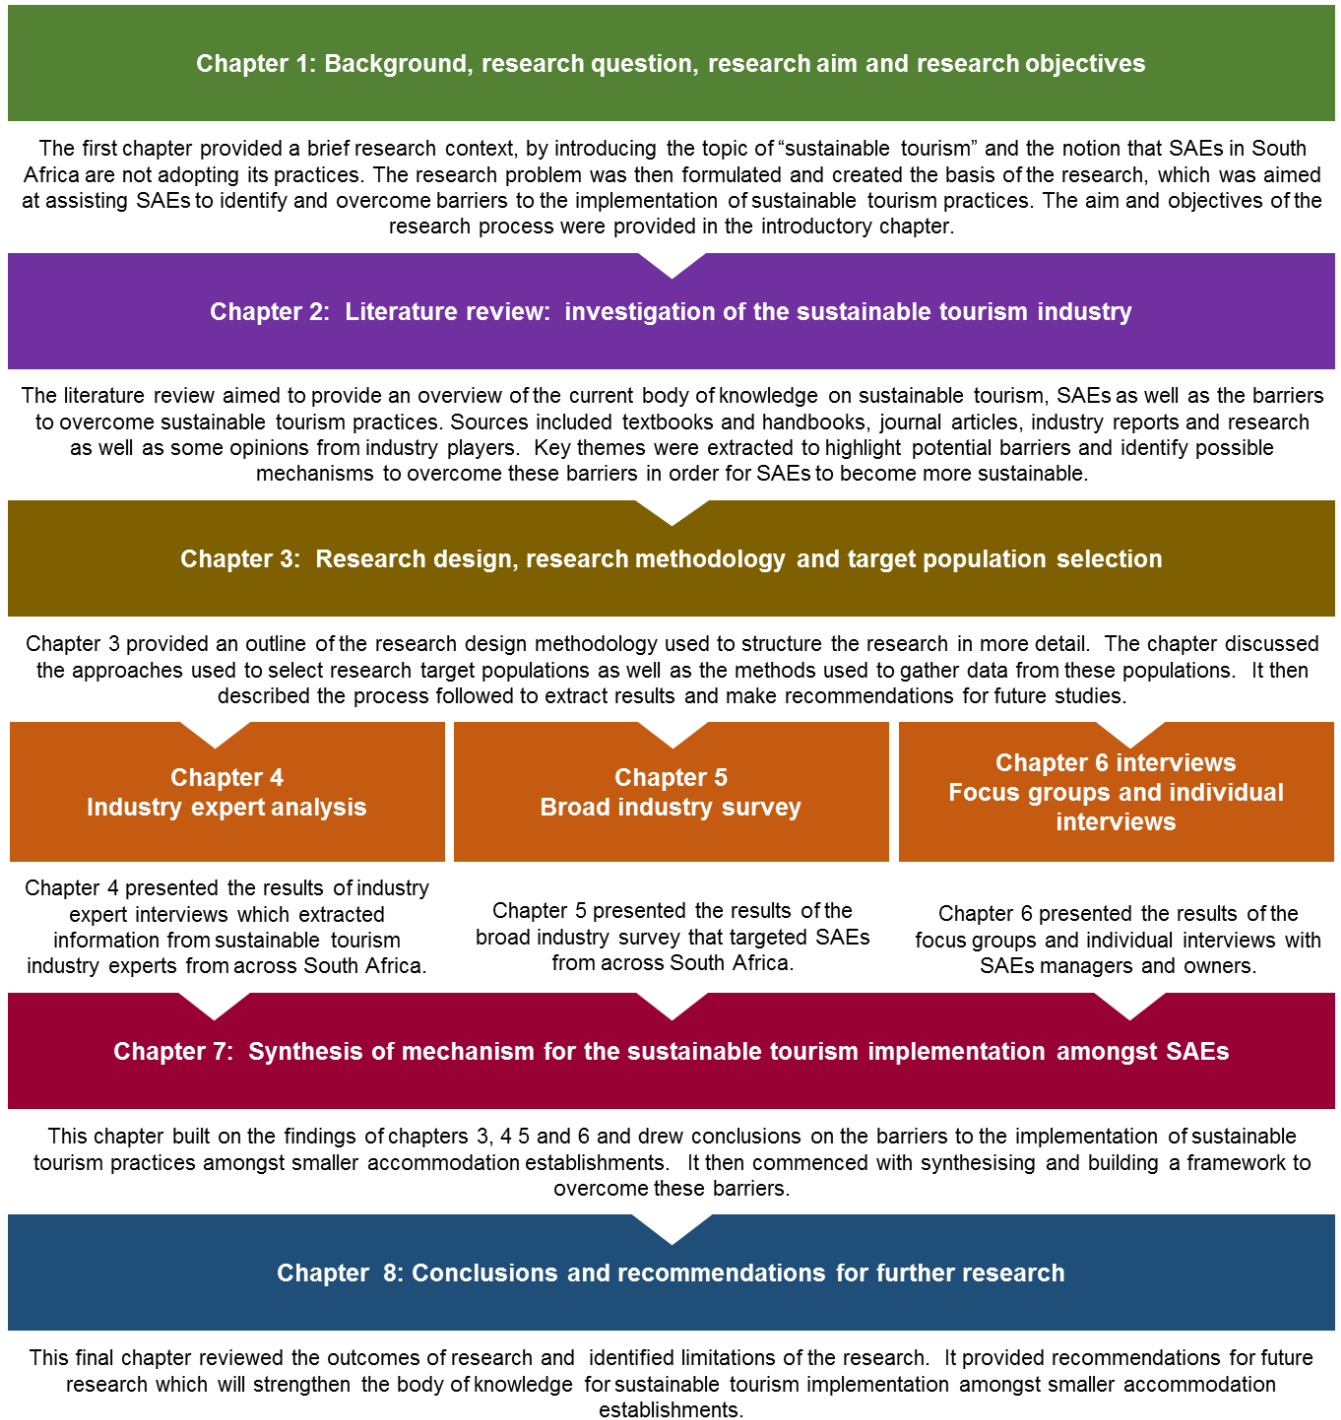 Chapter 1: Background, research question, research aim and research objectives
The first chapter provided a brief research context, by introducing the topic of “sustainable tourism” and the notion that SAEs in South
Africa are not adopting its practices. The research problem was then formulated and created the basis of the research, which was aimed
at assisting SAEs to identify and overcome barriers to the implementation of sustainable tourism practices. The aim and objectives of the
research process were provided in the introductory chapter.
Chapter 2: Literature review: investigation of the sustainable tourism industry
The literature review aimed to provide an overview of the current body of knowledge on sustainable tourism, SAEs as well as the barriers
to overcome sustainable tourism practices. Sources included textbooks and handbooks, journal articles, industry reports and research
as well as some opinions from industry players. Key themes were extracted to highlight potential barriers and identify possible
mechanisms to overcome these barriers in order for SAEs to become more sustainable.
Chapter 3: Research design, research methodology and target population selection
Chapter 3 provided an outline of the research design methodology used to structure the research in more detail. The chapter discussed
the approaches used to select research target populations as well as the methods used to gather data from these populations. It then
described the process followed to extract results and make recommendations for future studies.
Chapter 4
Industry expert analysis
Chapter 4 presented the results of industry
expert interviews which extracted
information from sustainable tourism
industry experts from across South Africa.
Chapter 5
Broad industry survey
Chapter 5 presented the results of the
broad industry survey that targeted SAEs
from across South Africa.
Chapter 6 interviews
Focus groups and individual
interviews
Chapter 6 presented the results of the
focus groups and individual interviews with
SAEs managers and owners.
Chapter 7: Synthesis of mechanism for the sustainable tourism implementation amongst SAEs
This chapter built on the findings of chapters 3, 4 5 and 6 and drew conclusions on the barriers to the implementation of sustainable
tourism practices amongst smaller accommodation establishments. It then commenced with synthesising and building a framework to
overcome these barriers.
Chapter 8: Conclusions and recommendations for further research
This final chapter reviewed the outcomes of research and identified limitations of the research. It provided recommendations for future
research which will strengthen the body of knowledge for sustainable tourism implementation amongst smaller accommodation
establishments.